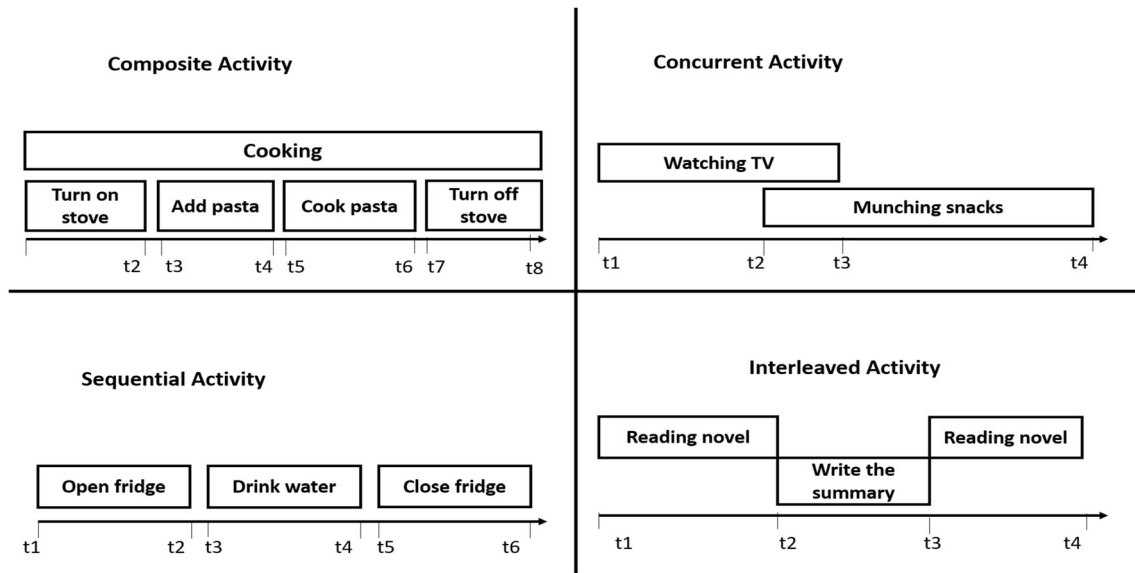 Composite Activity
Cooking
Turn on
stove
Add pasta
Cook pasta
Turn off
stove
t2
t3
t4
t5
t6
t7
t8
Concurrent Activity
Watching TV
Munching snacks
t1
t2
t3
t4
Sequential Activity
Open fridge
Drink water
Close fridge
t1
t2
t3
t4
t5
t6
Interleaved Activity
Reading novel
Write the
summary
Reading novel
t1
t2
t3
t4